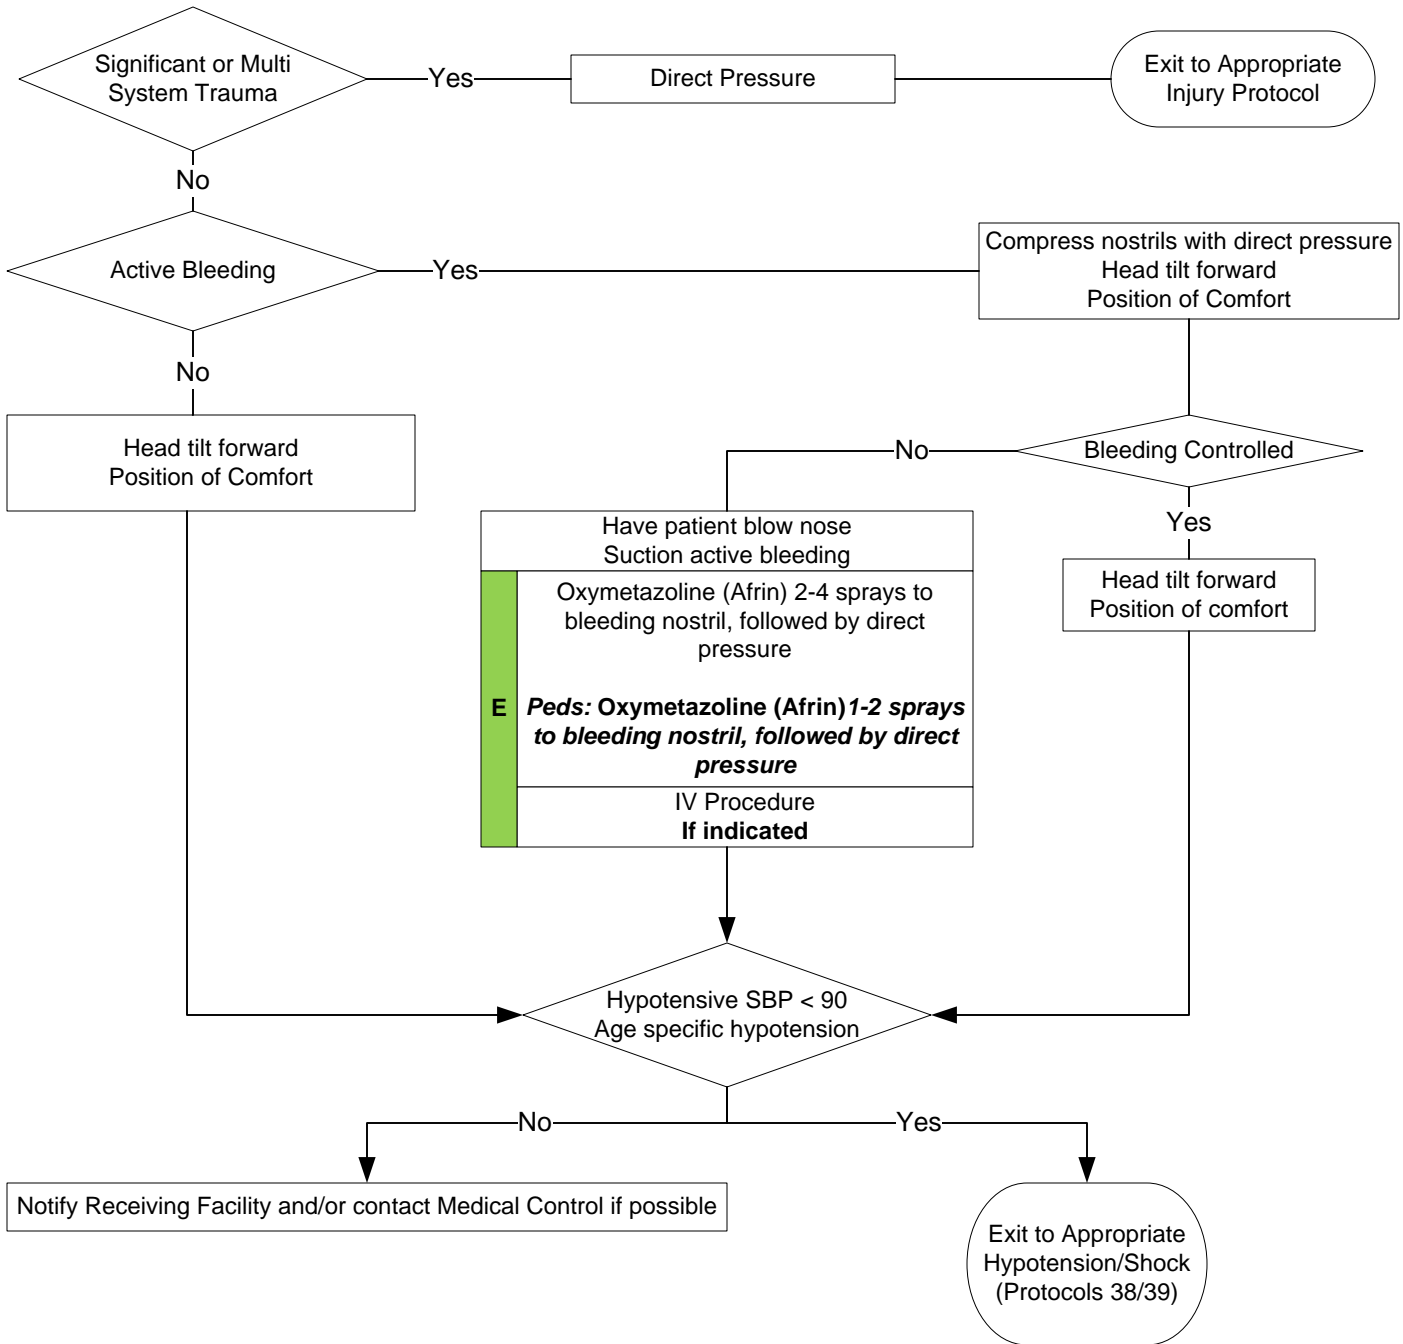 Significant or Multi
System Trauma
Yes
Direct Pressure
Exit to Appropriate
Injury Protocol
No
Active Bleeding
Yes
Compress nostrils with direct pressure
Head tilt forward
Position of Comfort
No
Head tilt forward
Position of Comfort
No
Bleeding Controlled
Yes
Head tilt forward
Position of comfort
Have patient blow nose
Suction active bleeding
E
Oxymetazoline (Afrin) 2-4 sprays to
bleeding nostril, followed by direct
pressure
Peds: Oxymetazoline (Afrin)1-2 sprays
to bleeding nostril, followed by direct
pressure
IV Procedure
If indicated
Hypotensive SBP < 90
Age specific hypotension
No
Yes
Notify Receiving Facility and/or contact Medical Control if possible
Exit to Appropriate
Hypotension/Shock
(Protocols 38/39)